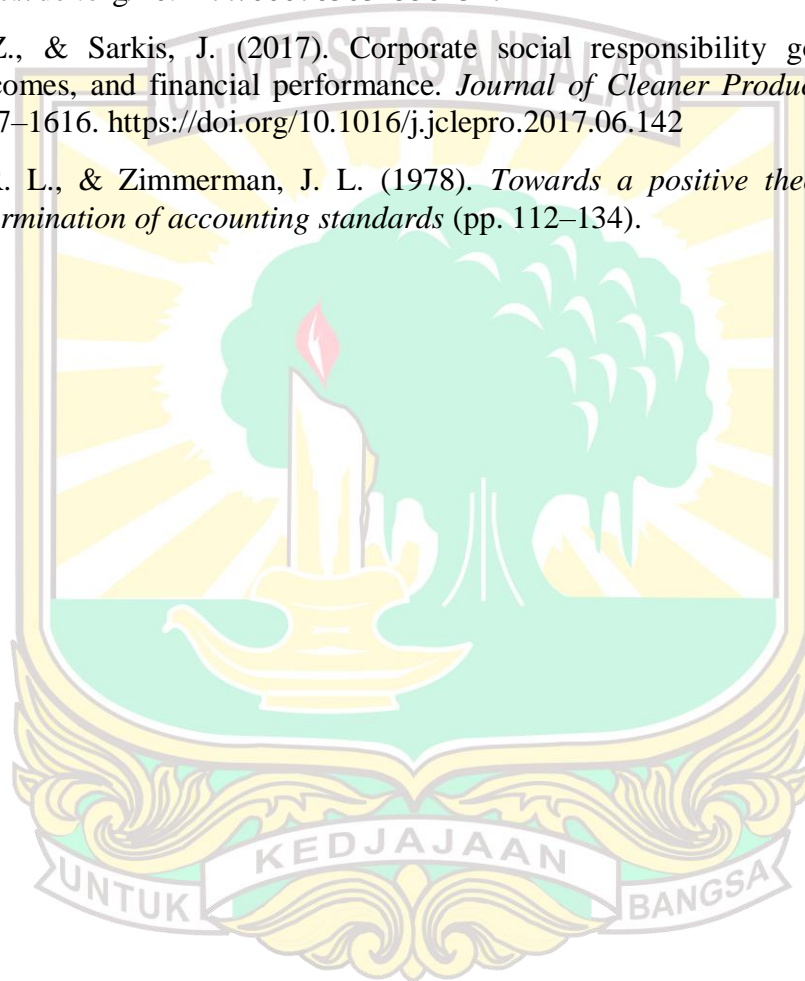 Z., & Sarkis, J. (2017). Corporate social responsibility go
comes, and financial performance. Journal of Cleaner Produc
7–1616. https://doi.org/10.1016/j.jclepro.2017.06.142
R. L., & Zimmerman, J. L. (1978). Towards a positive theo
rmination of accounting standards (pp. 112–134).
UNIVERSITAS ANDALAS
KEDJAJAAN
UNTUK
BANGSA